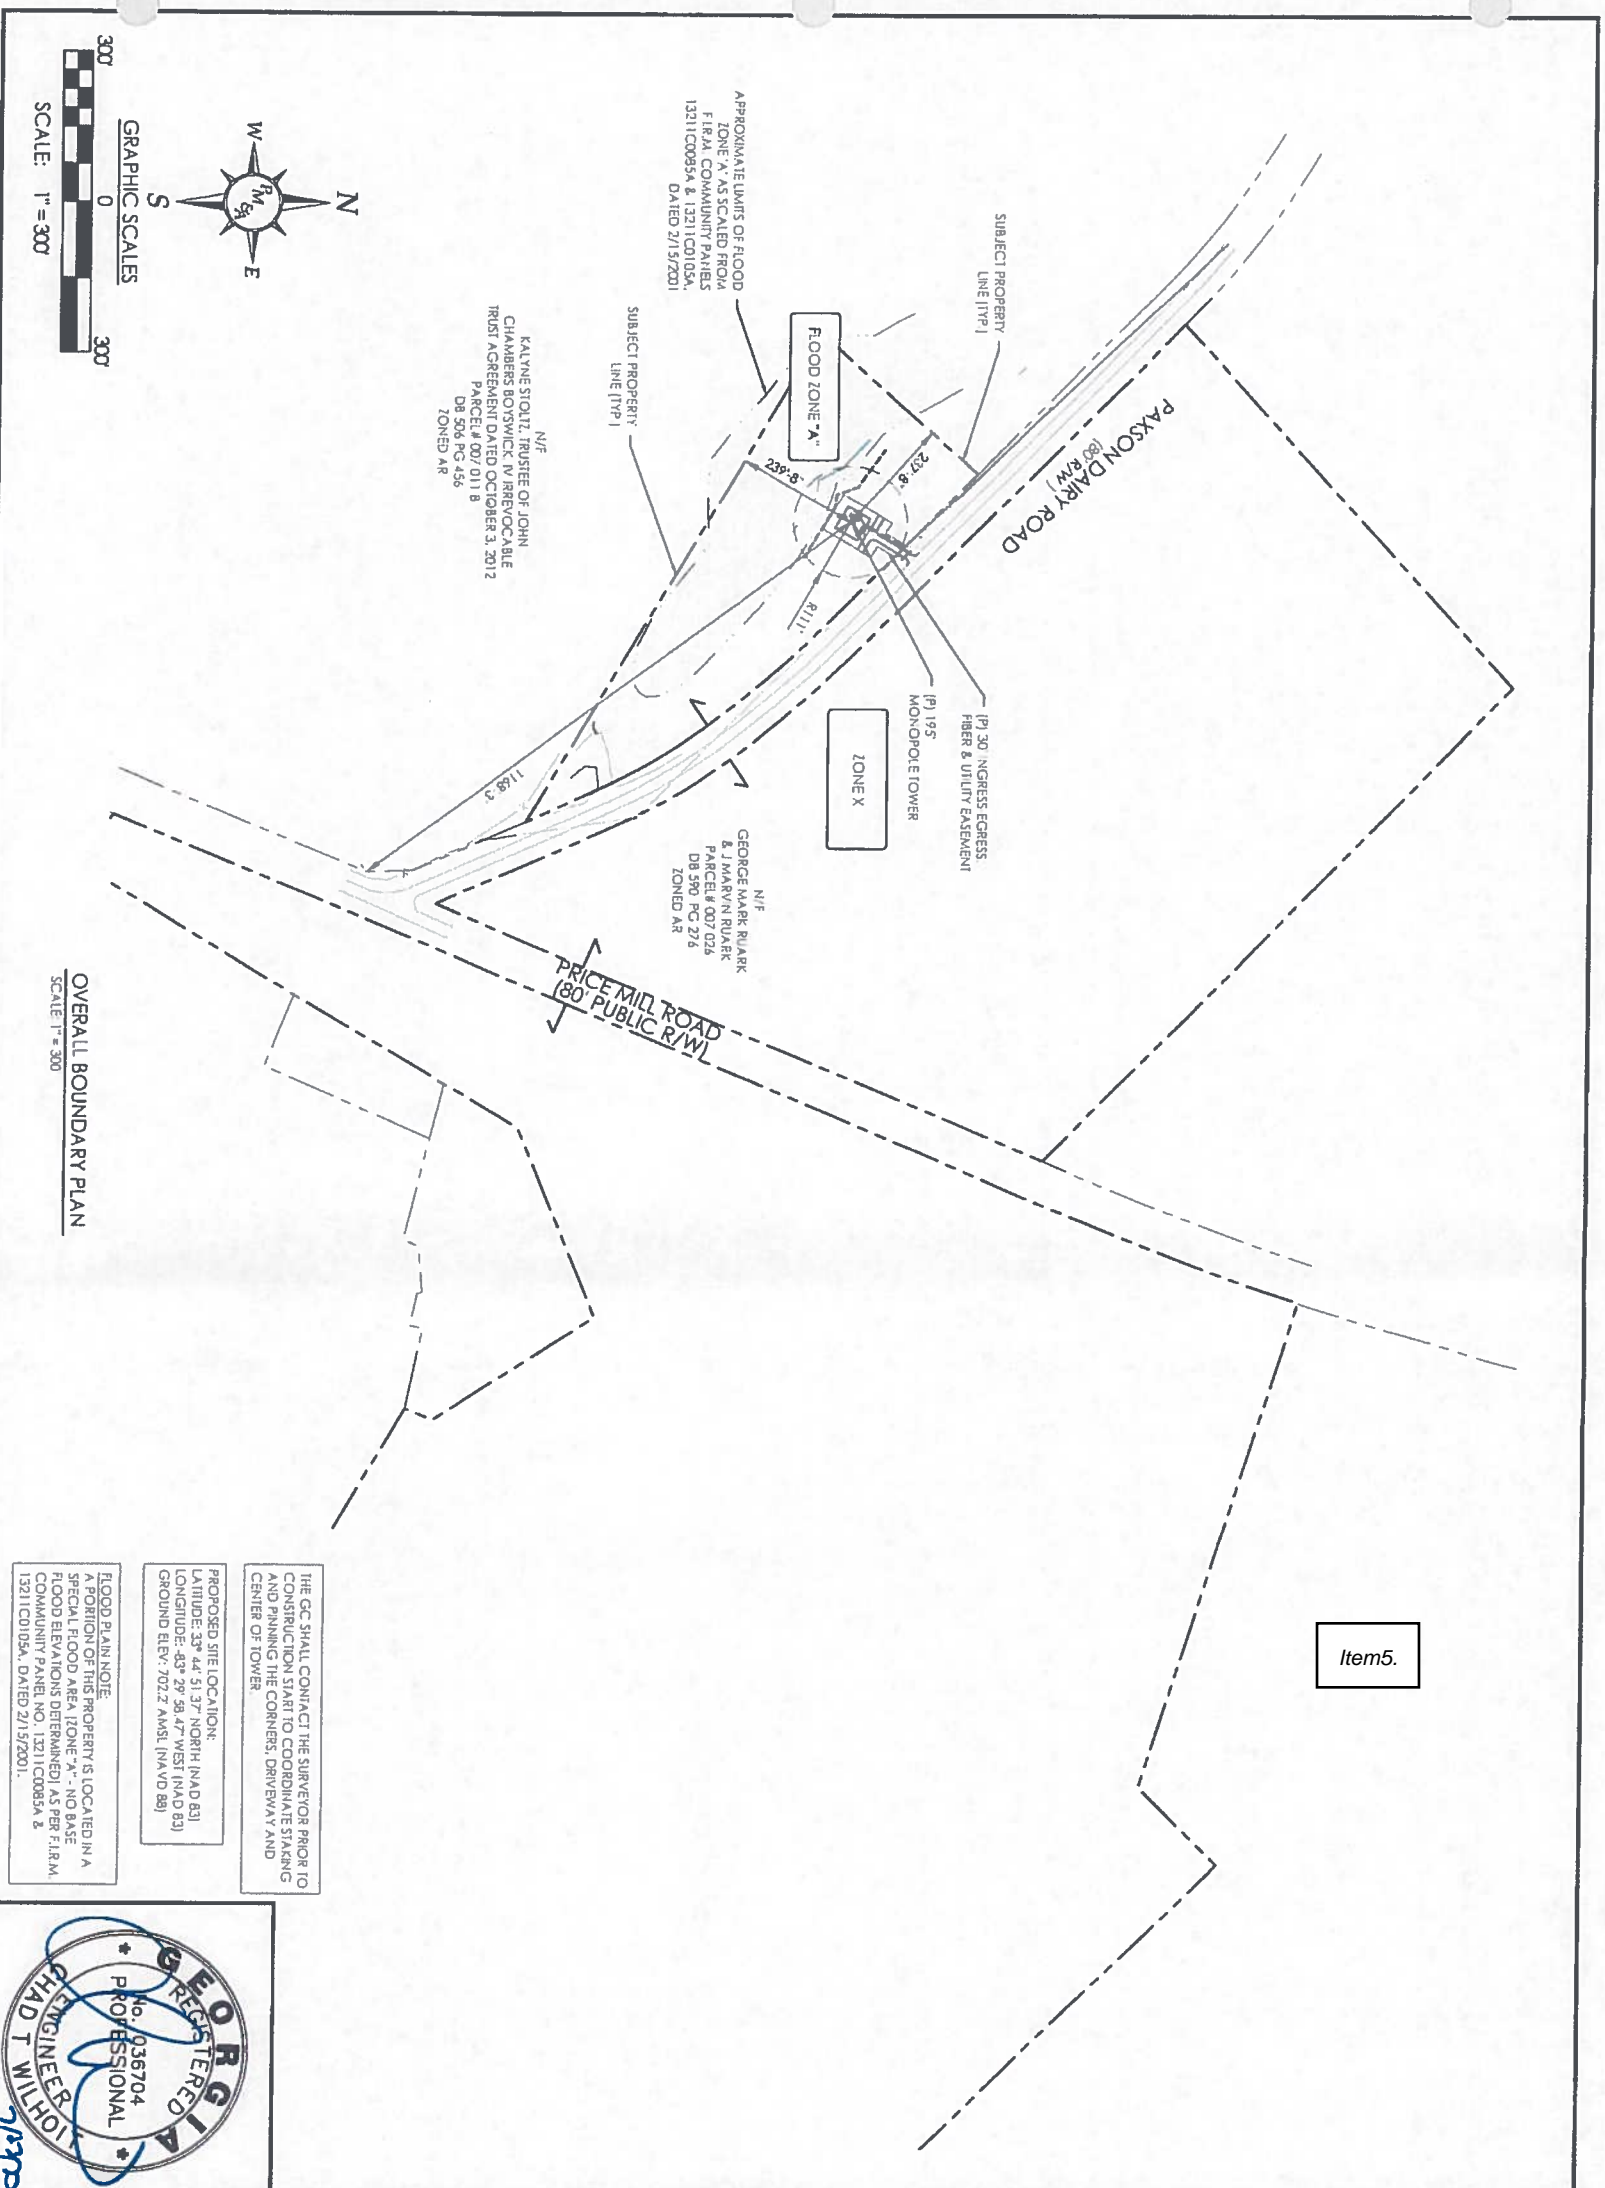 SUBJECT PROPERTY
LINE (TYP.)
PAXSON DAIRY ROAD
(80' R/W)
APPROXIMATE LIMITS OF FLOOD
ZONE "A" AS SCALED FROM
F.I.R.M. COMMUNITY PANELS
13211C0085A & 13211C0105A,
DATED 2/15/2001
FLOOD ZONE "A"
237'-8"
239'-8"
R111'
1168'-3"
(P) 30' INGRESS EGRESS,
FIBER & UTILITY EASEMENT
(P) 195'
MONOPOLE TOWER
ZONE X
SUBJECT PROPERTY
LINE (TYP.)
N/F
KALYNE STOLTZ, TRUSTEE OF JOHN
CHAMBERS BOYSWICK, IV IRREVOCABLE
TRUST AGREEMENT DATED OCTOBER 3, 2012
PARCEL# 007 011 B
DB 506 PG 456
ZONED AR
N/F
GEORGE MARK RUARK
& J MARVIN RUARK
PARCEL# 007 026
DB 590 PG 276
ZONED AR
PRICE MILL ROAD
(80' PUBLIC R/W)
N
W
E
S
P.M.&A
GRAPHIC SCALES
300'
0
300'
SCALE: 1" = 300'
OVERALL BOUNDARY PLAN
SCALE: 1" = 300'
Item5.
THE GC SHALL CONTACT THE SURVEYOR PRIOR TO
CONSTRUCTION START TO COORDINATE STAKING
AND PINNING THE CORNERS, DRIVEWAY AND
CENTER OF TOWER.
PROPOSED SITE LOCATION:
LATITUDE: 33° 44' 51.37" NORTH (NAD 83)
LONGITUDE: -83° 29' 58.47" WEST (NAD 83)
GROUND ELEV: 702.2' AMSL (NAVD 88)
FLOOD PLAIN NOTE:
A PORTION OF THIS PROPERTY IS LOCATED IN A
SPECIAL FLOOD AREA (ZONE "A" - NO BASE
FLOOD ELEVATIONS DETERMINED) AS PER F.I.R.M.
COMMUNITY PANEL NO. 13211C0085A &
13211C0105A, DATED 2/15/2001.
GEORGIA
REGISTERED
No. 036704
PROFESSIONAL
ENGINEER
CHAD T WILHOIT